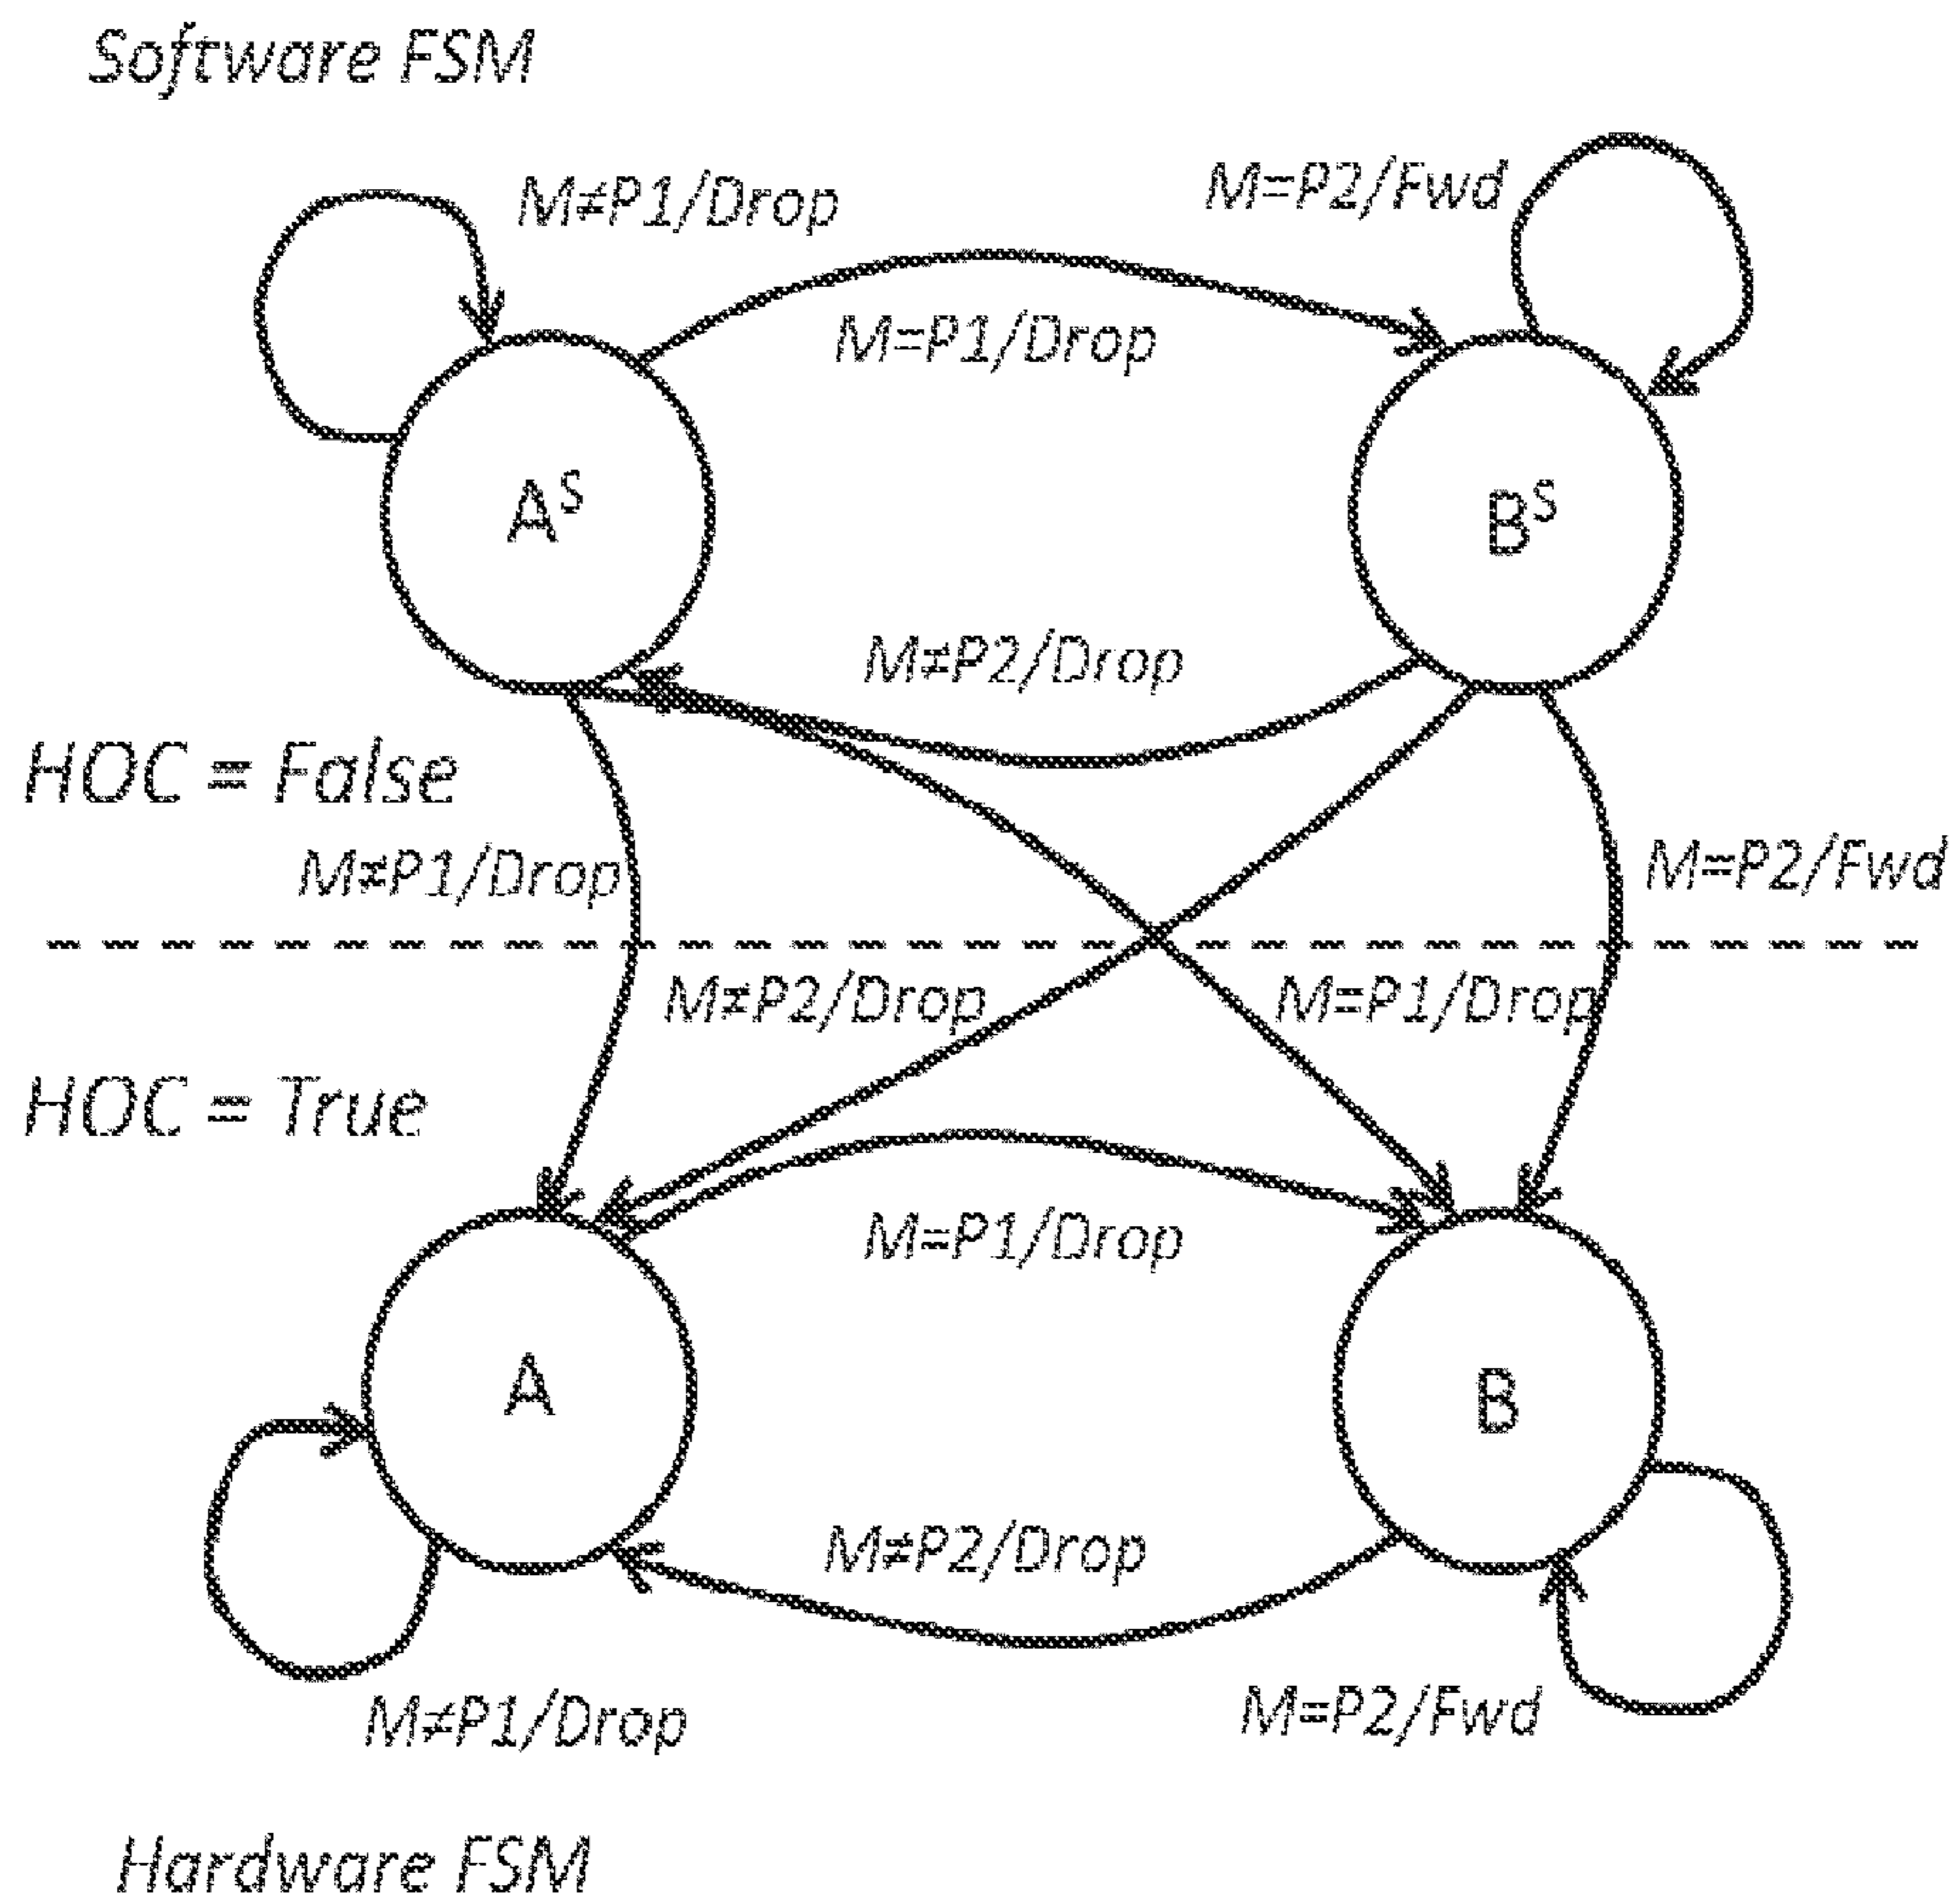 Software FSM
M≠P1/Drop
M=P2/Fwd
M=P1/Drop
A^S
B^S
M≠P2/Drop
HOC = False
M≠P1/Drop
M=P2/Fwd
M≠P2/Drop
M=P1/Drop
HOC = True
M=P1/Drop
A
B
M≠P2/Drop
M≠P1/Drop
M=P2/Fwd
Hardware FSM